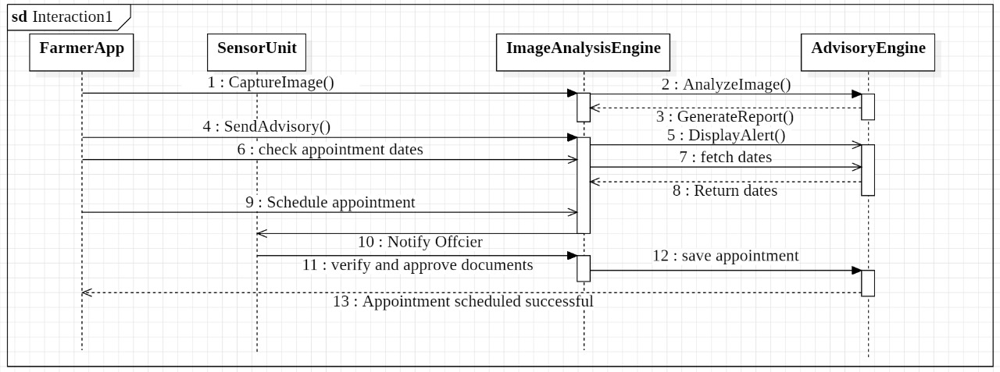 sd Interaction1
FarmerApp
SensorUnit
ImageAnalysisEngine
AdvisoryEngine
1 : CaptureImage()
2 : AnalyzeImage()
3 : GenerateReport()
4 : SendAdvisory()
5 : DisplayAlert()
6 : check appointment dates
7 : fetch dates
8 : Return dates
9 : Schedule appointment
10 : Notify Offcier
11 : verify and approve documents
12 : save appointment
13 : Appointment scheduled successful